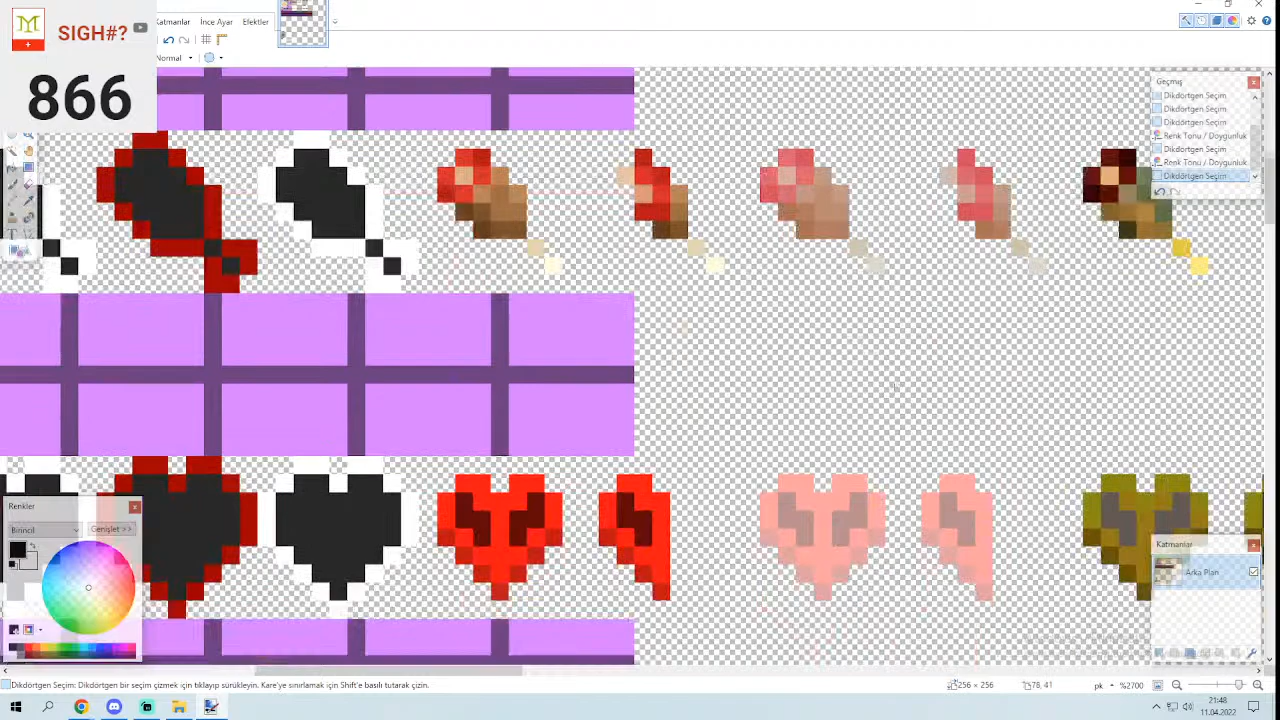 SIGH#?
866
Katmanlar İnce Ayar Efektler
Normal
Geçmiş
Dikdörtgen Seçim
Dikdörtgen Seçim
Dikdörtgen Seçim
Renk Tonu / Doygunluk
Dikdörtgen Seçim
Renk Tonu / Doygunluk
Dikdörtgen Seçim
Renkler
Birincil
Genişlet >>
Katmanlar
Arka Plan
Dikdörtgen Seçim: Dikdörtgen bir seçim çizmek için tıklayıp sürükleyin. Kare'ye sınırlamak için Shift'e basılı tutarak çizin.
256 × 256
78, 41
pk
%2700
21:48
11.04.2022